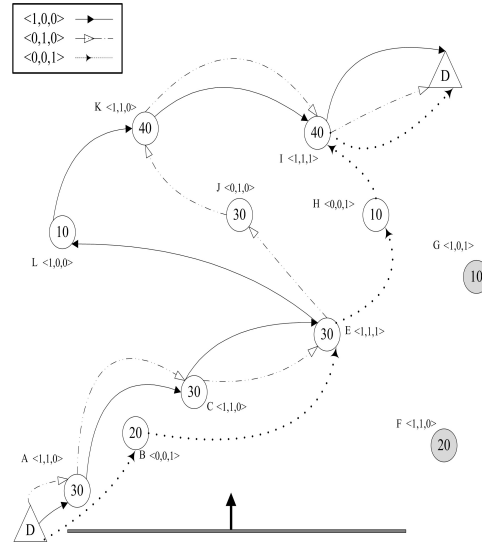 <1,0,0>
<0,1,0>
<0,0,1>
D
K <1,1,0>
40
40
I <1,1,1>
J <0,1,0>
30
H <0,0,1>
10
10
L <1,0,0>
G <1,0,1>
10
30
E <1,1,1>
30
C <1,1,0>
20
B <0,0,1>
F <1,1,0>
20
A <1,1,0>
30
D